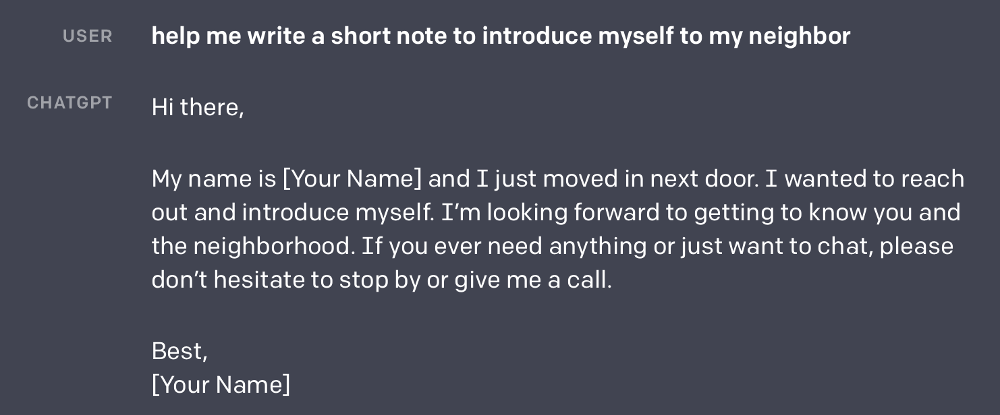 USER
help me write a short note to introduce myself to my neighbor
CHATGPT
Hi there,
My name is [Your Name] and I just moved in next door. I wanted to reach
out and introduce myself. I’m looking forward to getting to know you and
the neighborhood. If you ever need anything or just want to chat, please
don’t hesitate to stop by or give me a call.
Best,
[Your Name]